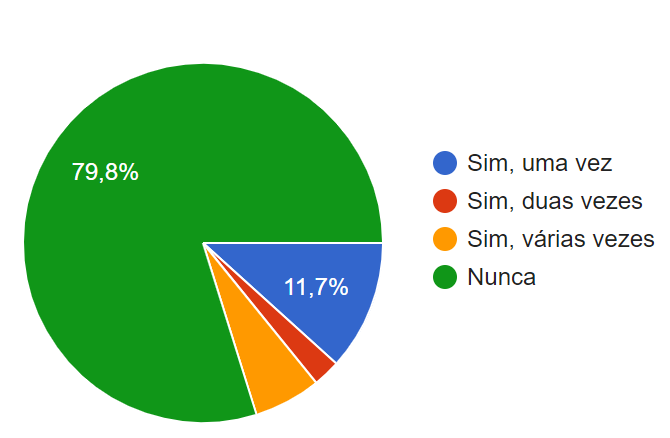 79,8%
11,7%
Sim, uma vez
Sim, duas vezes
Sim, várias vezes
Nunca